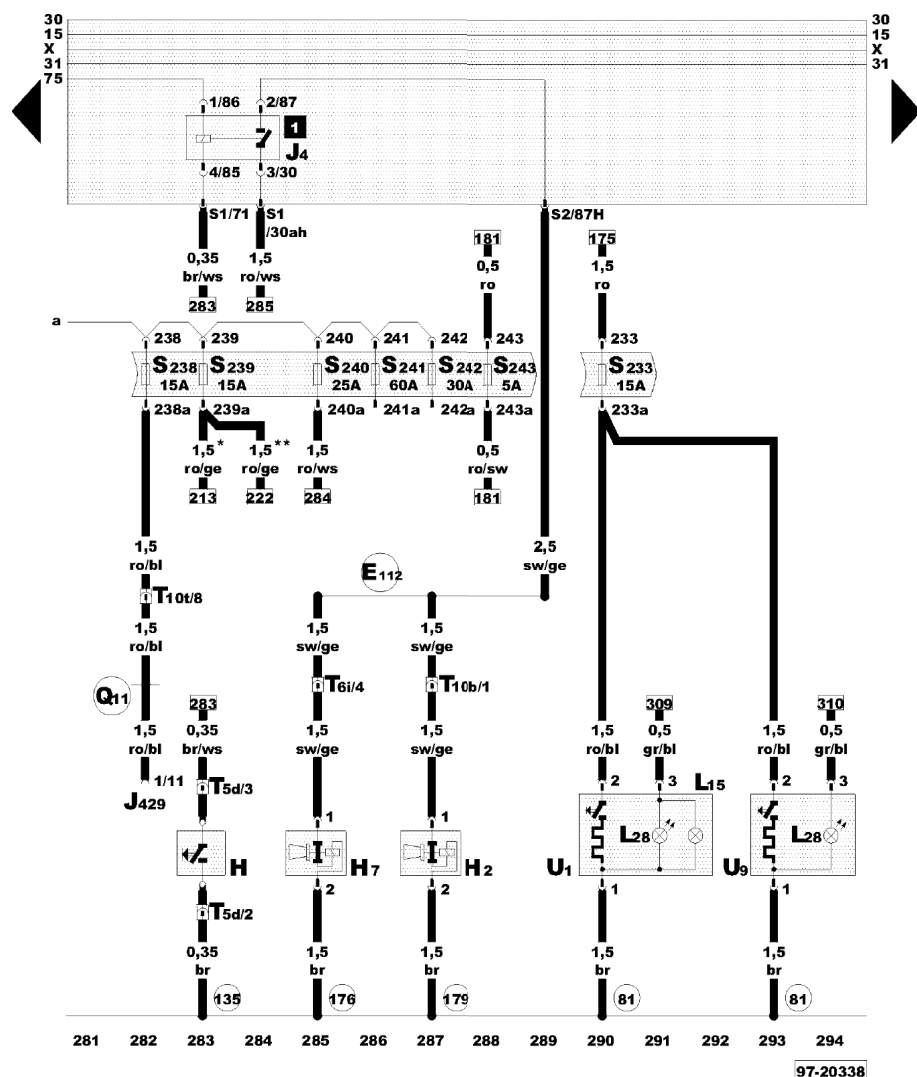 30 30
15 15
X X
31 31
75
1/86 2/87
1
J4
4/85 3/30
S1/71 S1
/30ah
S2/87H
181 175
0,35 1,5 0,5 1,5
br/ws ro/ws ro ro
283 285
a
238 239 240 241 242 243 233
S238 S239 S240 S241 S242 S243 S233
15A 15A 25A 60A 30A 5A 15A
238a 239a 240a 241a 242a 243a 233a
1,5 * 1,5 ** 1,5 0,5
ro/ge ro/ge ro/ws ro/sw
213 222 284 181
1,5 2,5
ro/bl sw/ge
E112
T10t/8
1,5 1,5 1,5
ro/bl sw/ge sw/ge
Q11
T6i/4 T10b/1
283 309 310
1,5 0,35 1,5 1,5 1,5 0,5 1,5 0,5
ro/bl br/ws sw/ge sw/ge ro/bl gr/bl ro/bl gr/bl
1/11 2 3 L15 2 3
J429 T5d/3
1 1
L28 L28
H H7 H2 U1 U9
2 2 1 1
T5d/2
0,35 1,5 1,5 1,5 1,5
br br br br br
135 176 179 81 81
281 282 283 284 285 286 287 288 289 290 291 292 293 294
97-20338